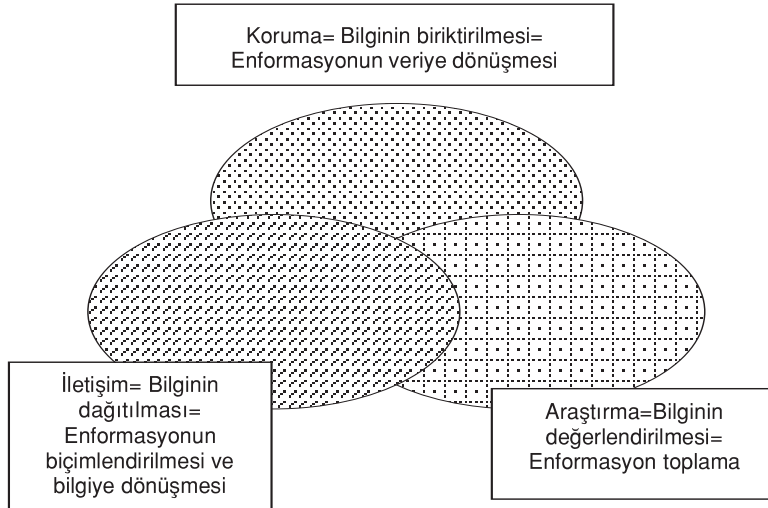 Koruma= Bilginin biriktirilmesi=
Enformasyonun veriye dönüşmesi
İletişim= Bilginin
dağıtılması=
Enformasyonun
biçimlendirilmesi ve
bilgiye dönüşmesi
Araştırma=Bilginin
değerlendirilmesi=
Enformasyon toplama